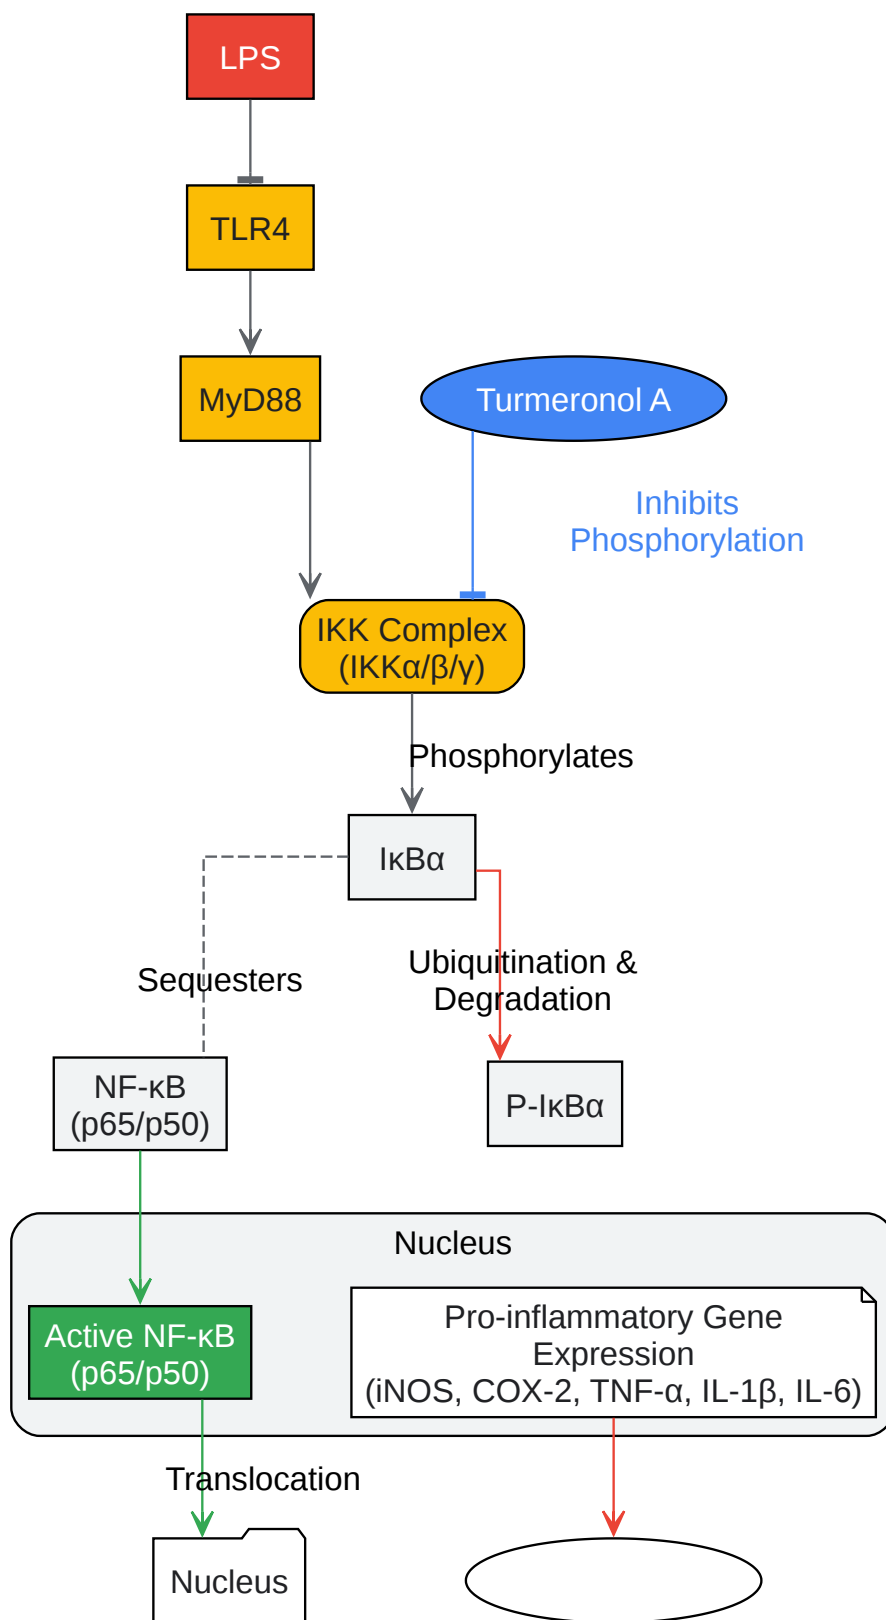 LPS
TLR4
MyD88
Turmeronol A
Inhibits
Phosphorylation
IKK Complex
(IKKα/β/γ)
Phosphorylates
IκBα
Sequesters
Ubiquitination &
Degradation
NF-κB
(p65/p50)
P-IκBα
Nucleus
Active NF-κB
(p65/p50)
Pro-inflammatory Gene
Expression
(iNOS, COX-2, TNF-α, IL-1β, IL-6)
Translocation
Nucleus